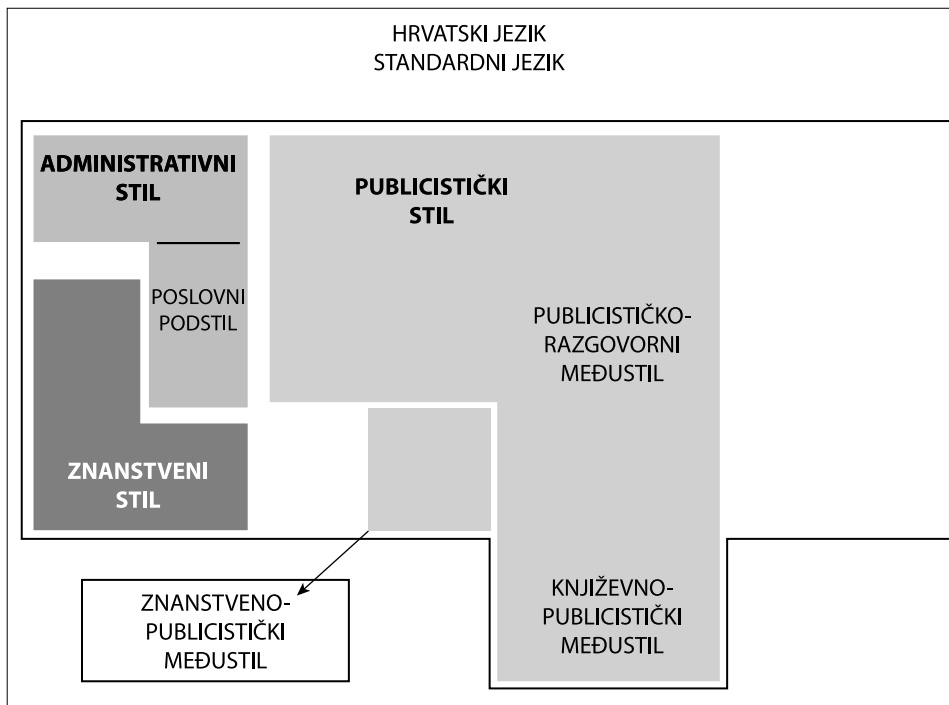 HRVATSKI JEZIK
STANDARDNI JEZIK
ADMINISTRATIVNI
STIL
PUBLICISTIČKI
STIL
POSLOVNI
PODSTIL
PUBLICISTIČKO-
RAZGOVORNI
MEĐUSTIL
ZNANSTVENI
STIL
ZNANSTVENO-
PUBLICISTIČKI
MEĐUSTIL
KNJIŽEVNO-
PUBLICISTIČKI
MEĐUSTIL